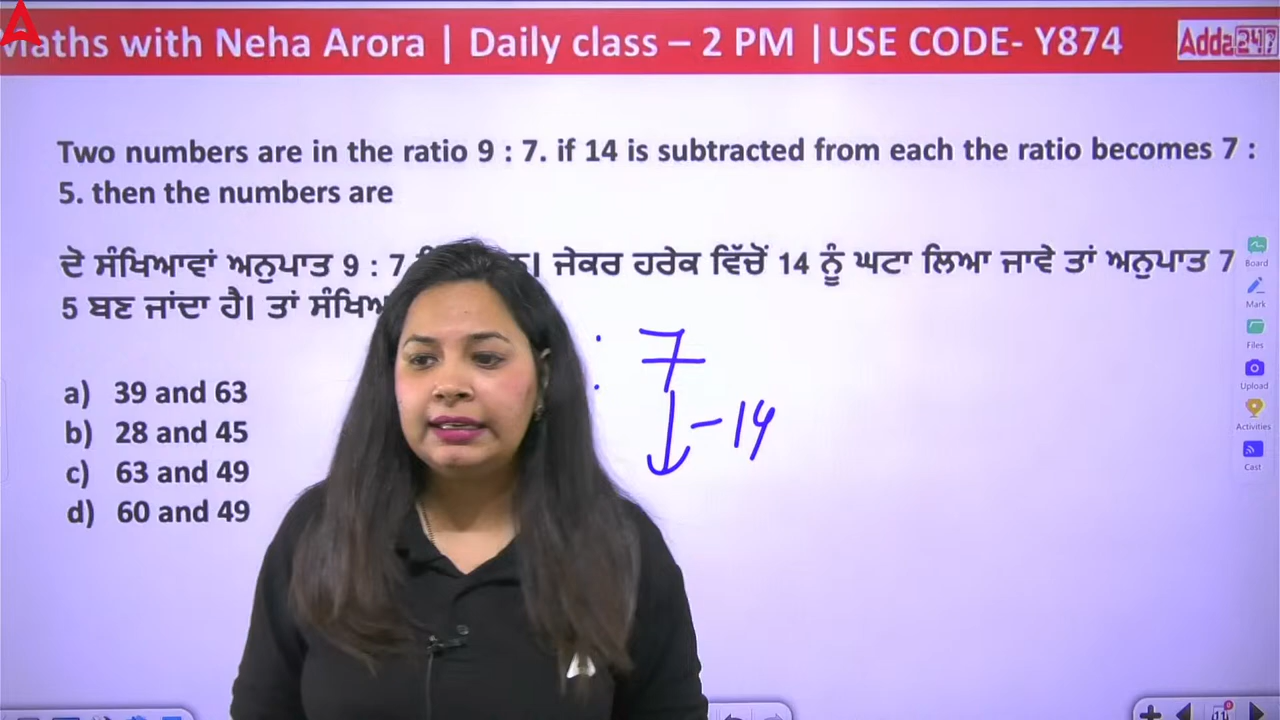 Maths with Neha Arora | Daily class – 2 PM |USE CODE- Y874
Adda247
Two numbers are in the ratio 9 : 7. if 14 is subtracted from each the ratio becomes 7 :
5. then the numbers are
ਦੋ ਸੰਖਿਆਵਾਂ ਅਨੁਪਾਤ 9 : 7 ਜੇਕਰ ਹਰੇਕ ਵਿੱਚੋਂ 14 ਨੂੰ ਘਟਾ ਲਿਆ ਜਾਵੇ ਤਾਂ ਅਨੁਪਾਤ 7
5 ਬਣ ਜਾਂਦਾ ਹੈ। ਤਾਂ
: 7
:
-14
a) 39 and 63
b) 28 and 45
c) 63 and 49
d) 60 and 49
Board
Mark
Files
Upload
Activities
Cast
11